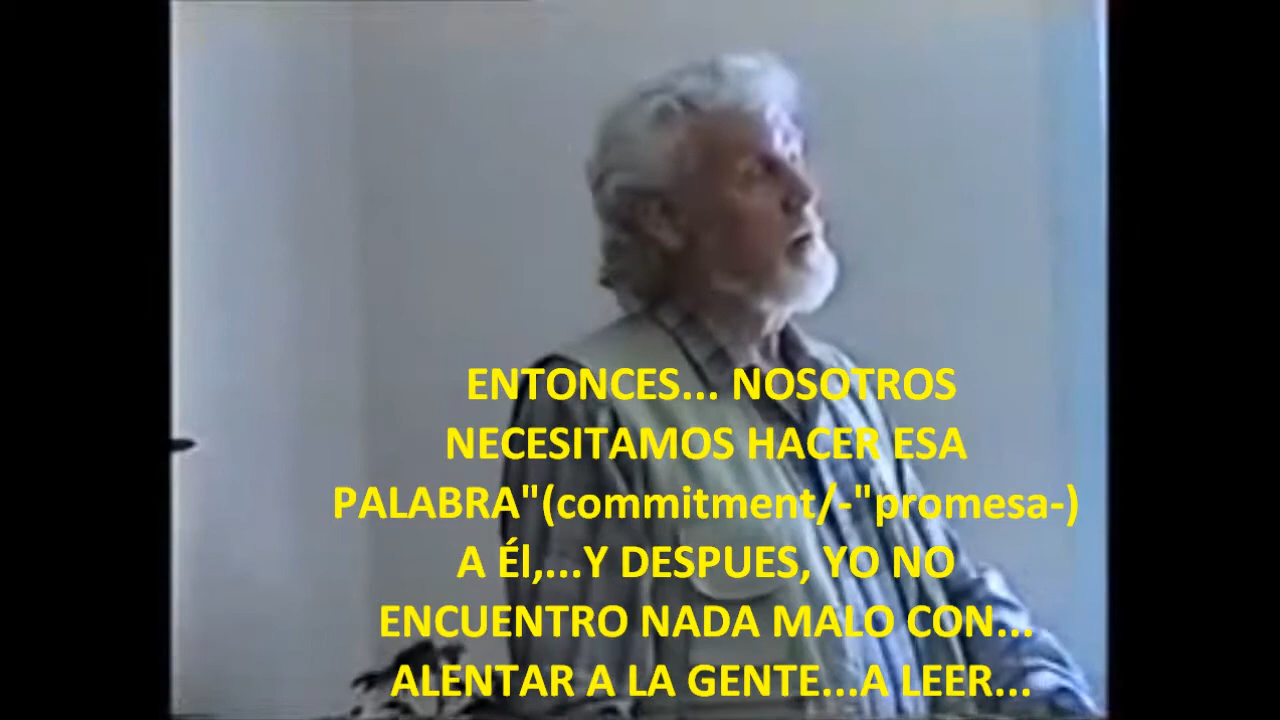 ENTONCES... NOSOTROS
NECESITAMOS HACER ESA
PALABRA"(commitment/-"promesa-)
A Él,...Y DESPUES, YO NO
ENCUENTRO NADA MALO CON...
ALENTAR A LA GENTE...A LEER...